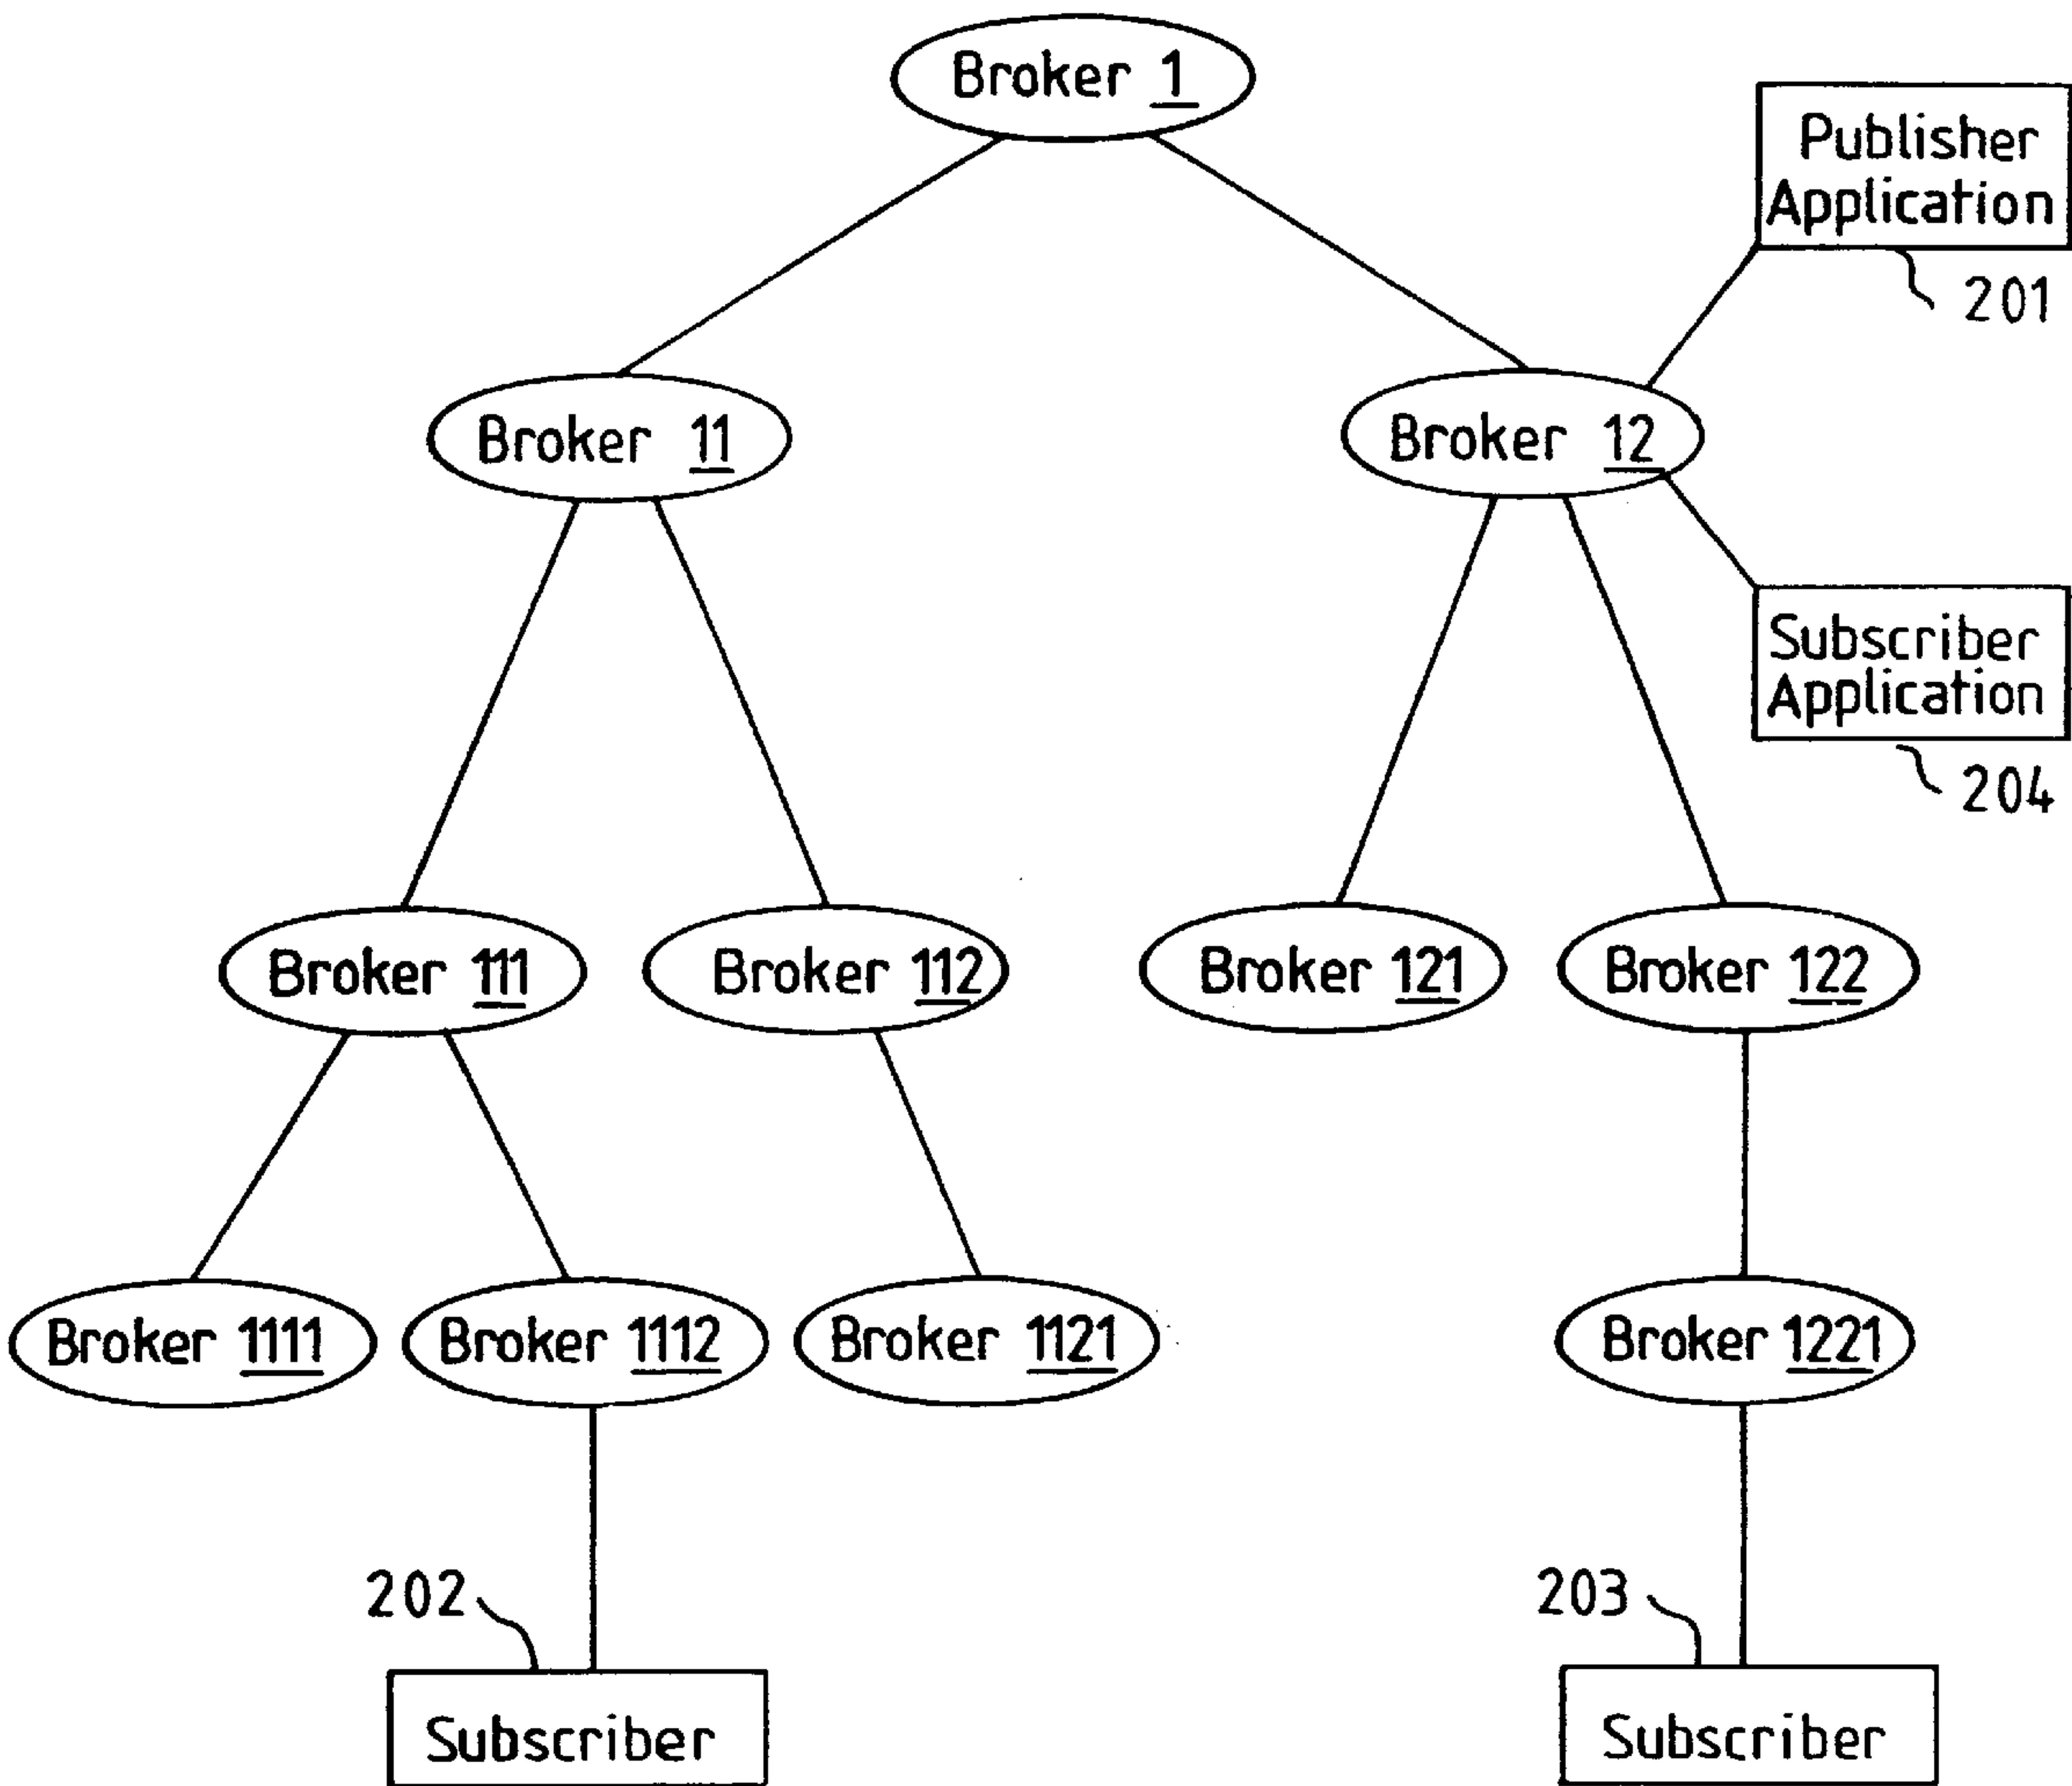 Broker 1
Publisher
Application
201
Broker 11
Broker 12
Subscriber
Application
204
Broker 111
Broker 112
Broker 121
Broker 122
Broker 1111
Broker 1112
Broker 1121
Broker 1221
202
203
Subscriber
Subscriber